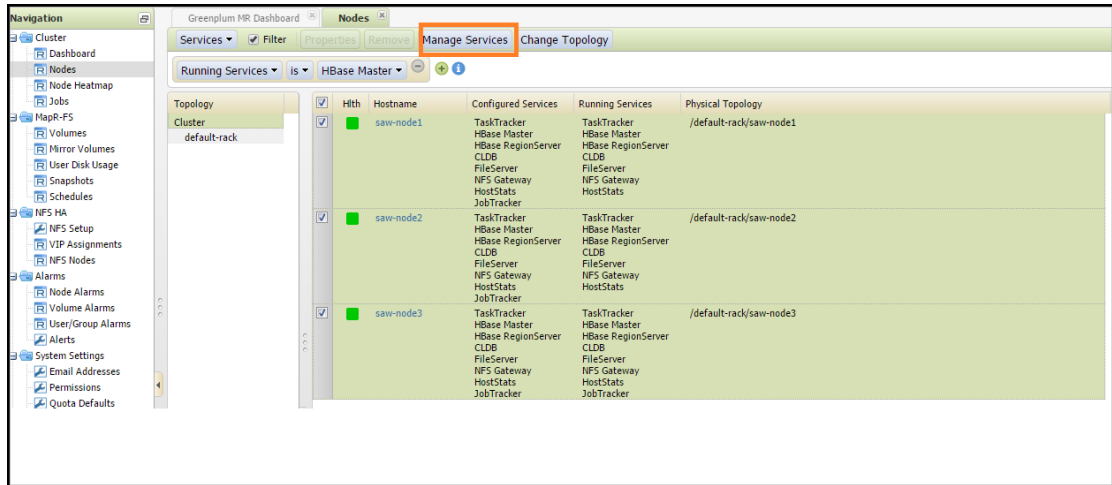 Navigation
Cluster
Dashboard
Nodes
Node Heatmap
Jobs
MapR-FS
Volumes
Mirror Volumes
User Disk Usage
Snapshots
Schedules
NFS HA
NFS Setup
VIP Assignments
NFS Nodes
Alarms
Node Alarms
Volume Alarms
User/Group Alarms
Alerts
System Settings
Email Addresses
Permissions
Quota Defaults
Greenplum MR Dashboard Nodes
Services Filter Properties Remove Manage Services Change Topology
Running Services is HBase Master
Topology
Cluster
default-rack
Hlth Hostname Configured Services Running Services Physical Topology
saw-node1 TaskTracker TaskTracker /default-rack/saw-node1
HBase Master HBase Master
HBase RegionServer HBase RegionServer
CLDB CLDB
FileServer FileServer
NFS Gateway NFS Gateway
HostStats HostStats
JobTracker
saw-node2 TaskTracker TaskTracker /default-rack/saw-node2
HBase Master HBase Master
HBase RegionServer HBase RegionServer
CLDB CLDB
FileServer FileServer
NFS Gateway NFS Gateway
HostStats HostStats
JobTracker
saw-node3 TaskTracker TaskTracker /default-rack/saw-node3
HBase Master HBase Master
HBase RegionServer HBase RegionServer
CLDB CLDB
FileServer FileServer
NFS Gateway NFS Gateway
HostStats HostStats
JobTracker JobTracker